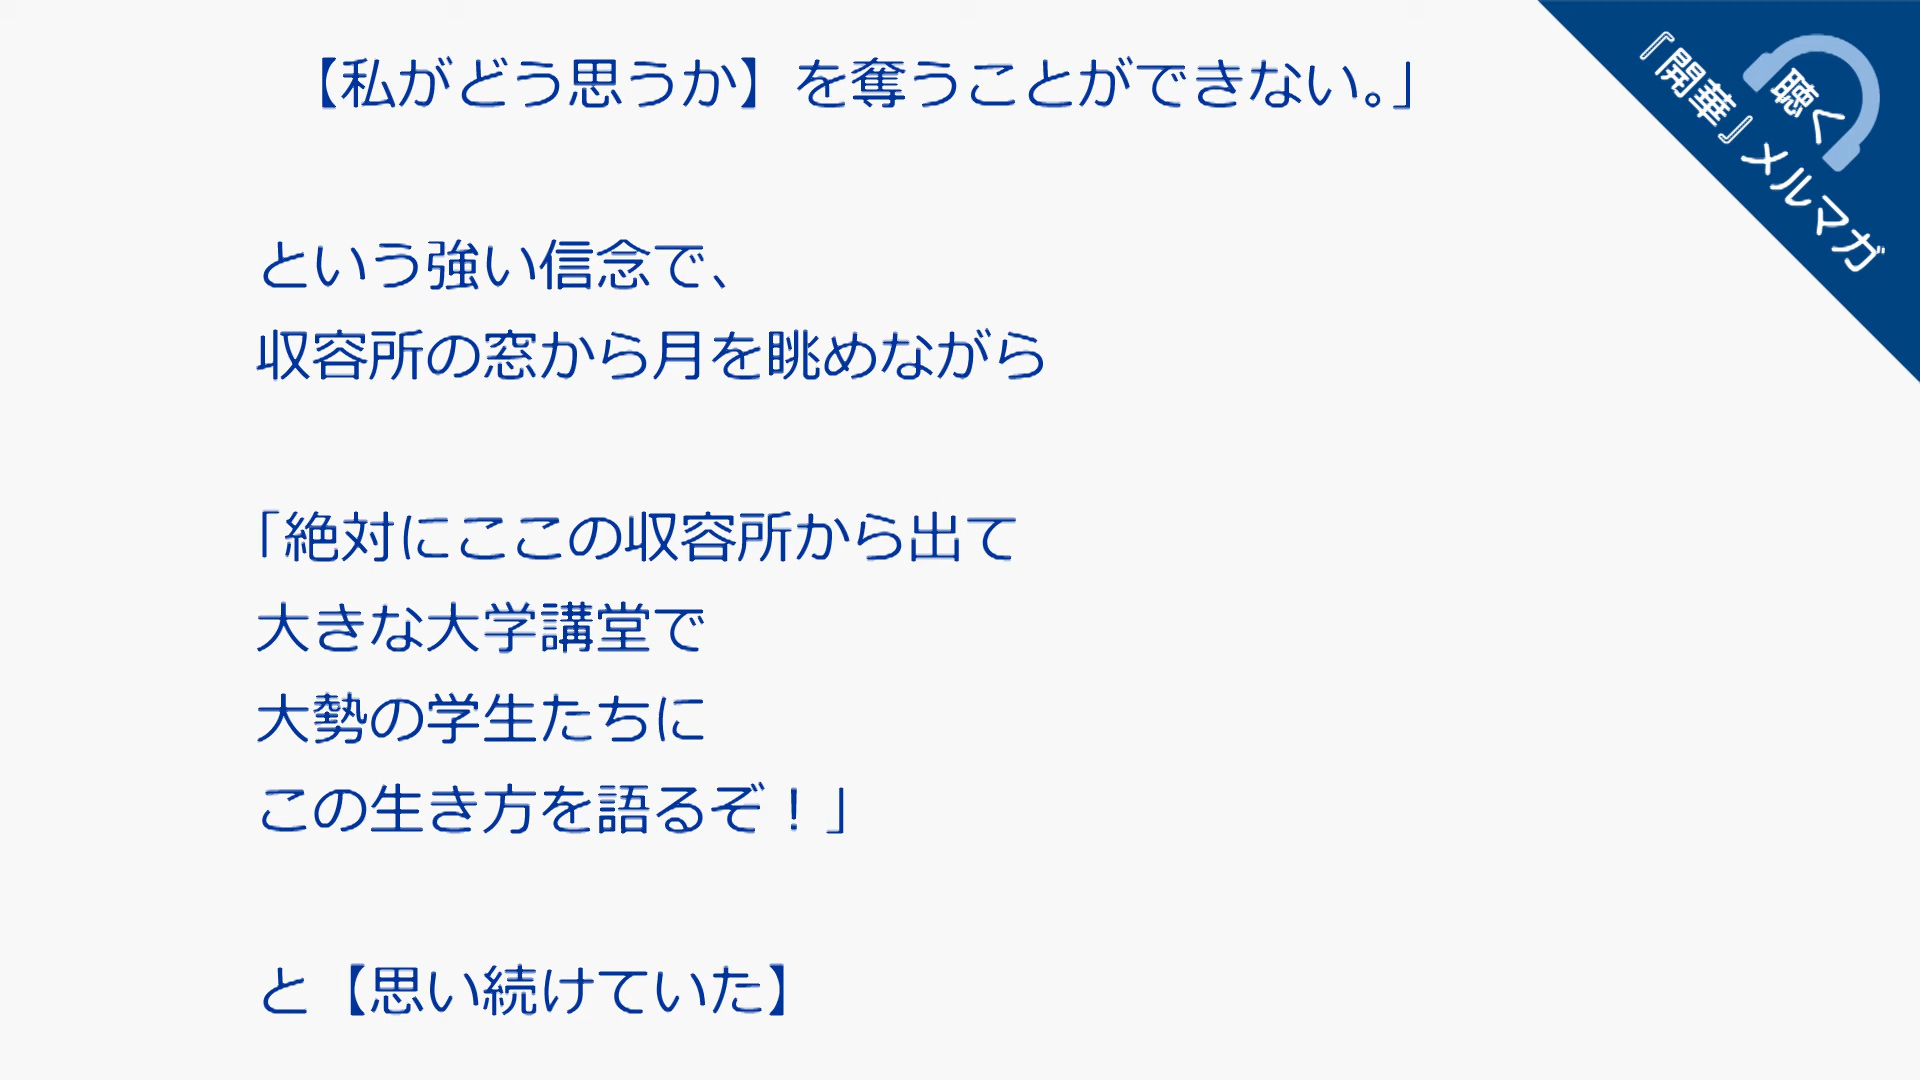 【私がどう思うか】を奪うことができない。」
という強い信念で、
収容所の窓から月を眺めながら
「絶対にここの収容所から出て
大きな大学講堂で
大勢の学生たちに
この生き方を語るぞ！」
と【思い続けていた】
聴く
『開華』メルマガ